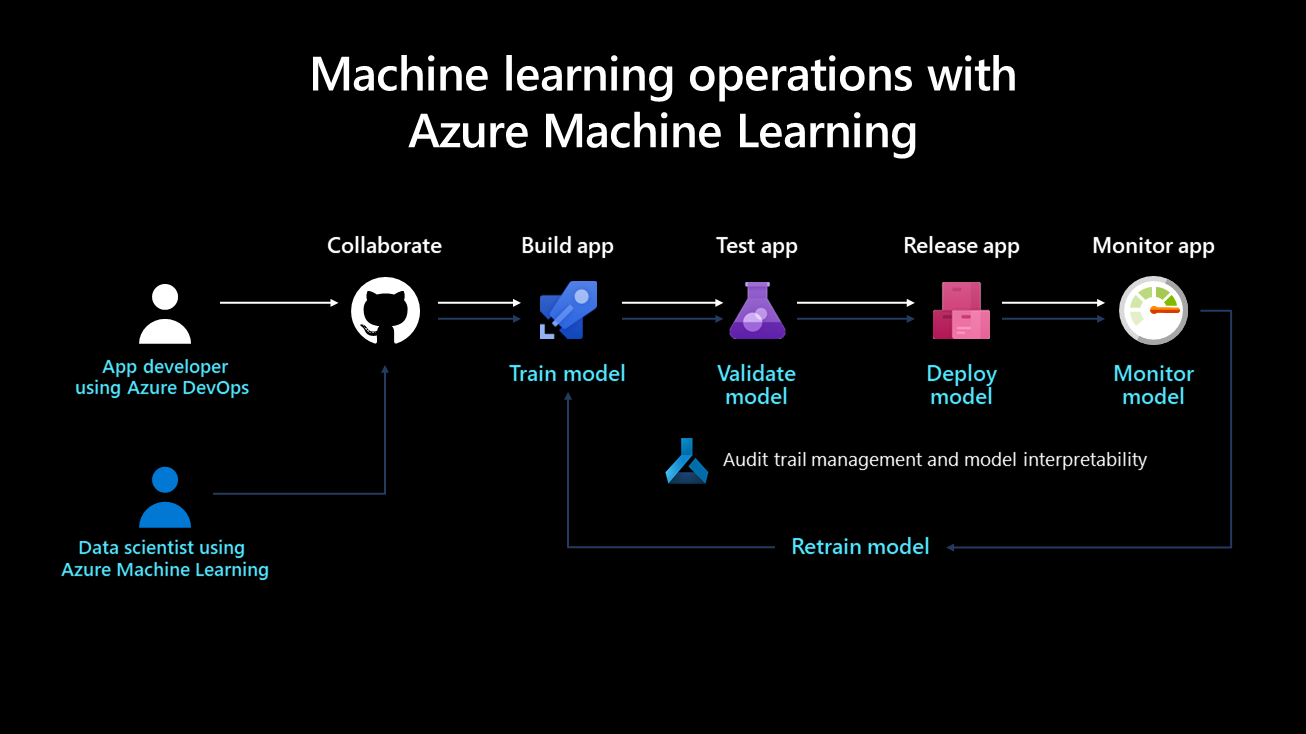 Machine learning operations with
Azure Machine Learning
Collaborate
Build app
Test app
Release app
Monitor app
App developer
using Azure DevOps
Train model
Validate
model
Deploy
model
Monitor
model
Audit trail management and model interpretability
Data scientist using
Azure Machine Learning
Retrain model